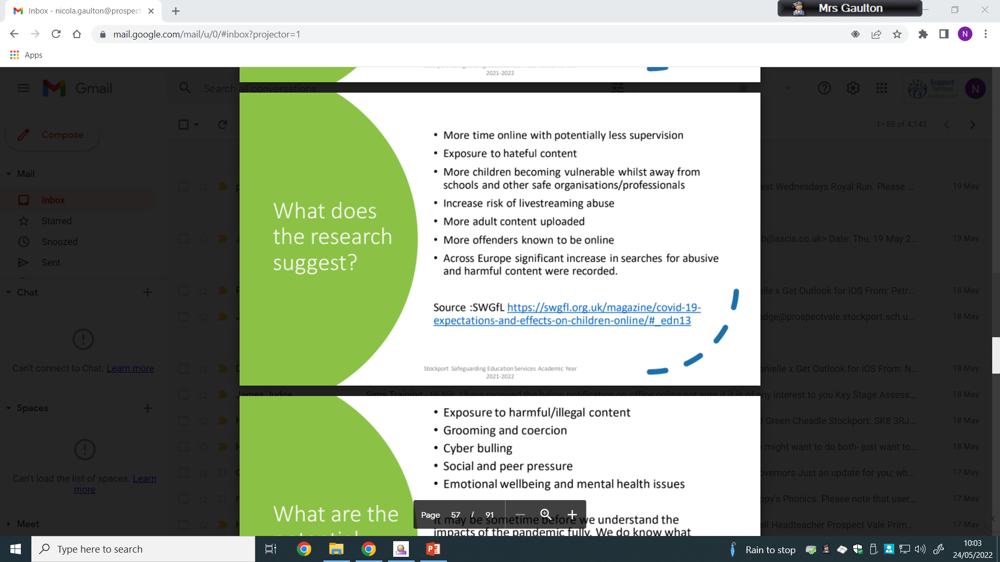 Inbox - nicola.gaulton@prospect
Mrs Gaulton
mail.google.com/mail/u/0/#inbox?projector=1
N
Apps
2021-2022
Gmail
Search all conversations
Support
Services
N
Compose
1–50 of 4,142
Mail
Inbox
Starred
Snoozed
Sent
Chat
Can't connect to Chat. Learn more
Spaces
Can't load the list of spaces. Learn
more
Meet
What does
the research
suggest?
• More time online with potentially less supervision
• Exposure to hateful content
• More children becoming vulnerable whilst away from
schools and other safe organisations/professionals
• Increase risk of livestreaming abuse
• More adult content uploaded
• More offenders known to be online
• Across Europe significant increase in searches for abusive
and harmful content were recorded.
Source :SWGfL https://swgfl.org.uk/magazine/covid-19-
expectations-and-effects-on-children-online/#_edn13
Stockport Safeguarding Education Services Academic Year
2021-2022
ext Wednesdays Royal Run. Please ... 19 May
b@axcis.co.uk> Date: Thu, 19 May 2... 19 May
elle x Get Outlook for iOS From: Petr... 18 May
udge@prospectvale.stockport.sch.u... 18 May
anielle x Get Outlook for iOS From: N... 18 May
James Judge Sims Training - Hi Nik, I have received the below notification on office online not sure if it is of any interest to you Key Stage Assess... 18 May
Green Cheadle Stockport. SK8 3RJ... 18 May
might want to do both- just want to... 18 May
overnors Just an update for you; wh... 17 May
ppy's Phonics. Please note that user... 17 May
ell Headteacher Prospect Vale Prim... 17 May
• Exposure to harmful/illegal content
• Grooming and coercion
• Cyber bulling
• Social and peer pressure
• Emotional wellbeing and mental health issues
What are the
potential
It may be sometime before we understand the
impacts of the pandemic fully. We do know what
Page 57 / 91
Type here to search
Rain to stop
10:03
24/05/2022